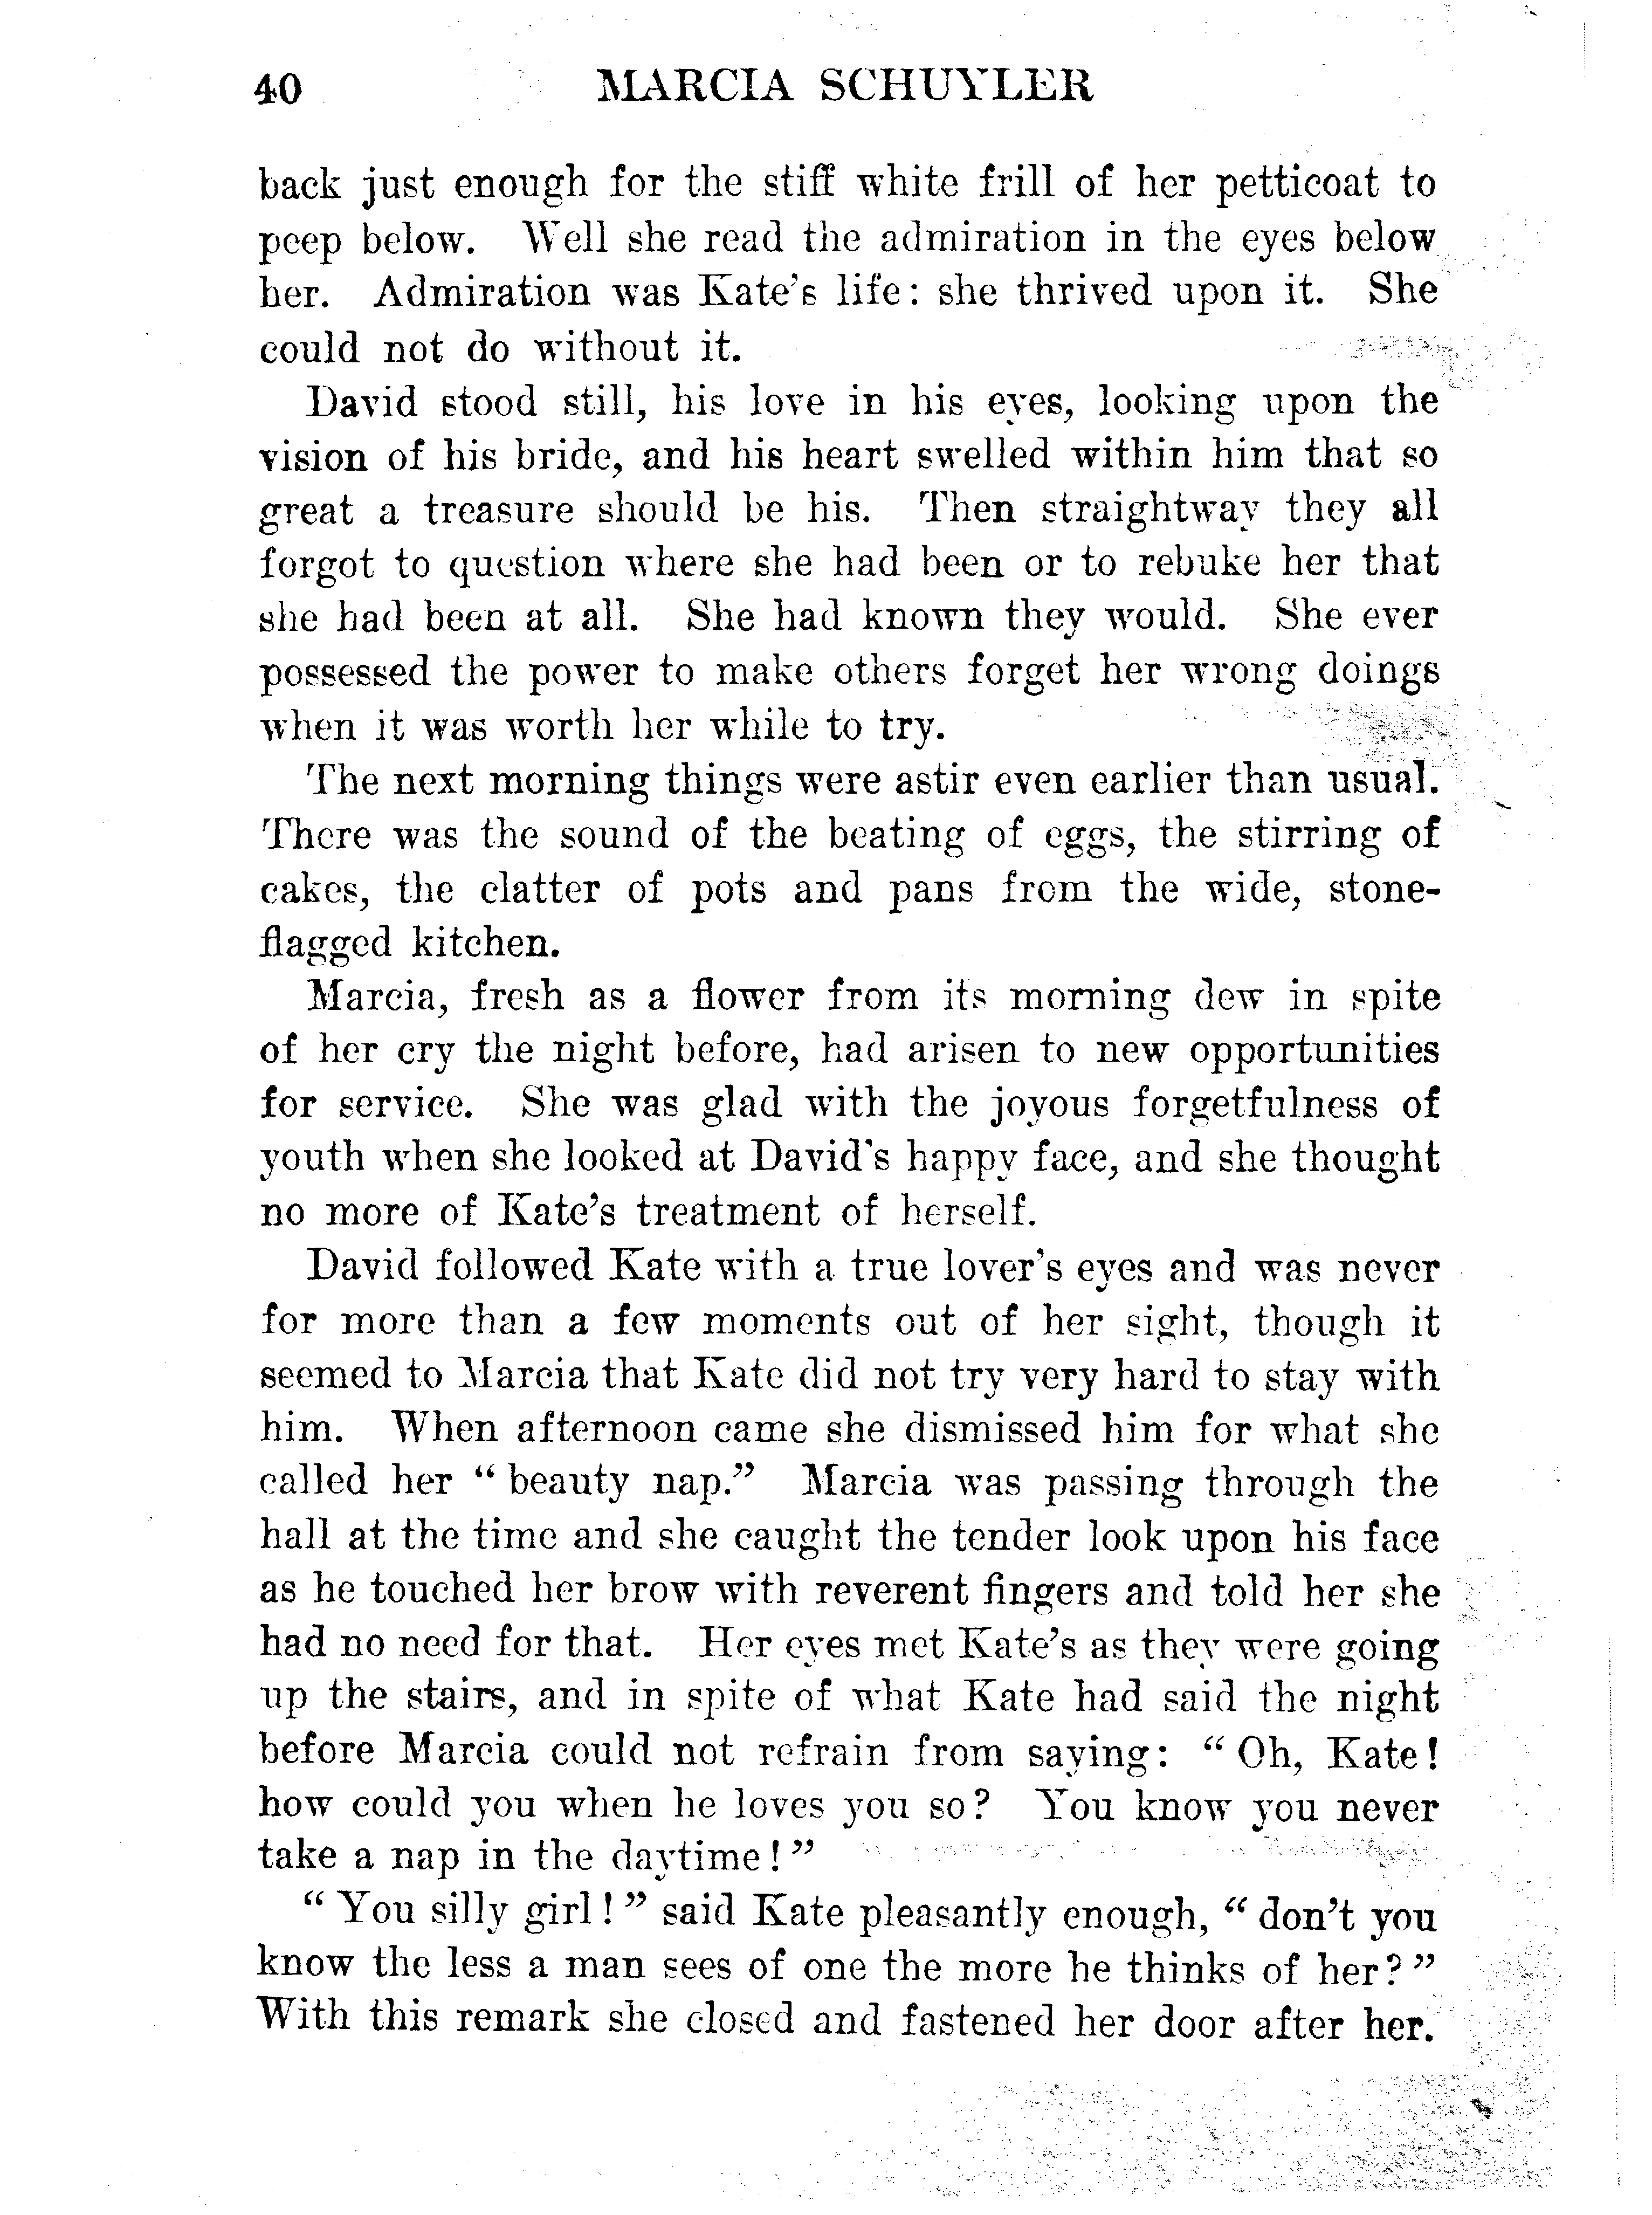 40 MARCIA SCHUYLER
back just enough for the stiff white frill of her petticoat to
peep below. Well she read the admiration in the eyes below
her. Admiration was Kate's life: she thrived upon it. She
could not do without it.
David stood still, his love in his eyes, looking upon the
vision of his bride, and his heart swelled within him that so
great a treasure should be his. Then straightway they all
forgot to question where she had been or to rebuke her that
she had been at all. She had known they would. She ever
possessed the power to make others forget her wrong doings
when it was worth her while to try.
The next morning things were astir even earlier than usual.
There was the sound of the beating of eggs, the stirring of
cakes, the clatter of pots and pans from the wide, stone-
flagged kitchen.
Marcia, fresh as a flower from its morning dew in spite
of her cry the night before, had arisen to new opportunities
for service. She was glad with the joyous forgetfulness of
youth when she looked at David's happy face, and she thought
no more of Kate's treatment of herself.
David followed Kate with a true lover's eyes and was never
for more than a few moments out of her sight, though it
seemed to Marcia that Kate did not try very hard to stay with
him. When afternoon came she dismissed him for what she
called her “beauty nap.” Marcia was passing through the
hall at the time and she caught the tender look upon his face
as he touched her brow with reverent fingers and told her she
had no need for that. Her eyes met Kate's as they were going
up the stairs, and in spite of what Kate had said the night
before Marcia could not refrain from saying: “Oh, Kate!
how could you when he loves you so? You know you never
take a nap in the daytime!”
“You silly girl!” said Kate pleasantly enough, “don't you
know the less a man sees of one the more he thinks of her?”
With this remark she closed and fastened her door after her.